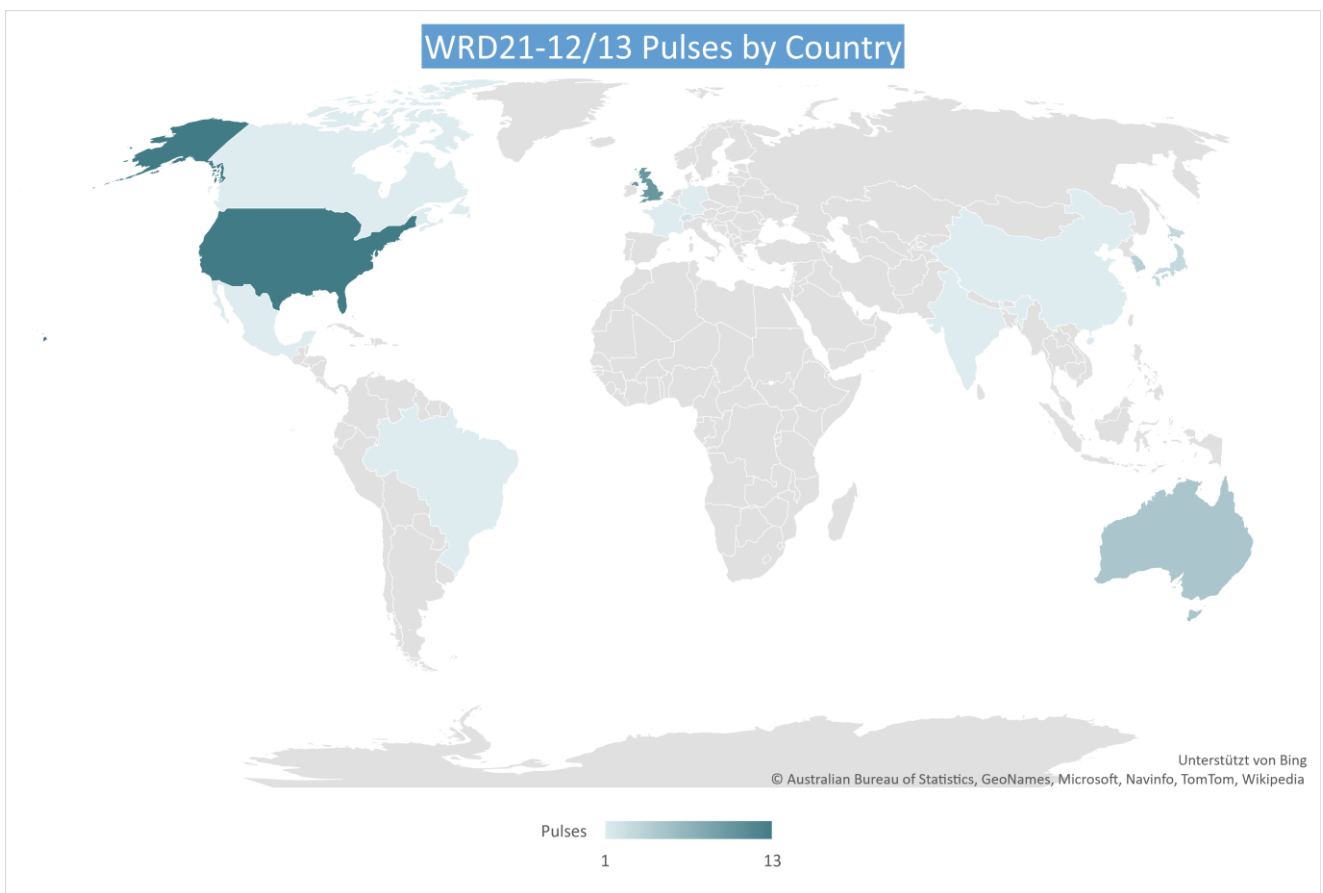 WRD21-12/13 Pulses by Country
Unterstützt von Bing
© Australian Bureau of Statistics, GeoNames, Microsoft, Navinfo, TomTom, Wikipedia
Pulses
1 13